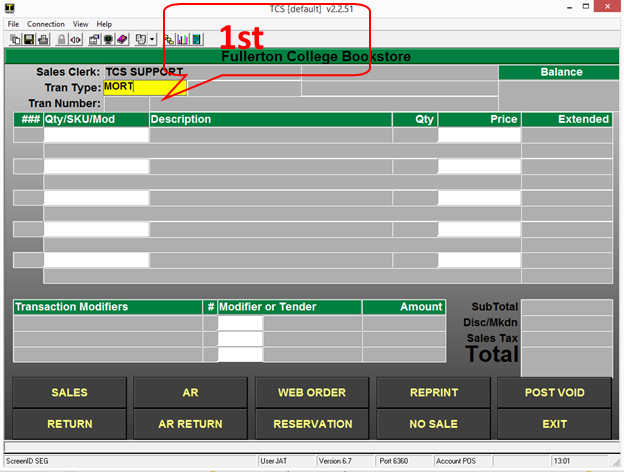 TCS [default] v2.2.51
File Connection View Help
1st
Fullerton College Bookstore
Sales Clerk: TCS SUPPORT
Balance
Tran Type: MORT
Tran Number:
### Qty/SKU/Mod Description Qty Price Extended
Transaction Modifiers # Modifier or Tender Amount
SubTotal
Disc/Mkdn
Sales Tax
Total
SALES AR WEB ORDER REPRINT POST VOID
RETURN AR RETURN RESERVATION NO SALE EXIT
ScreenID SEG User JAT Version 6.7 Port 6360 Account POS 13:01